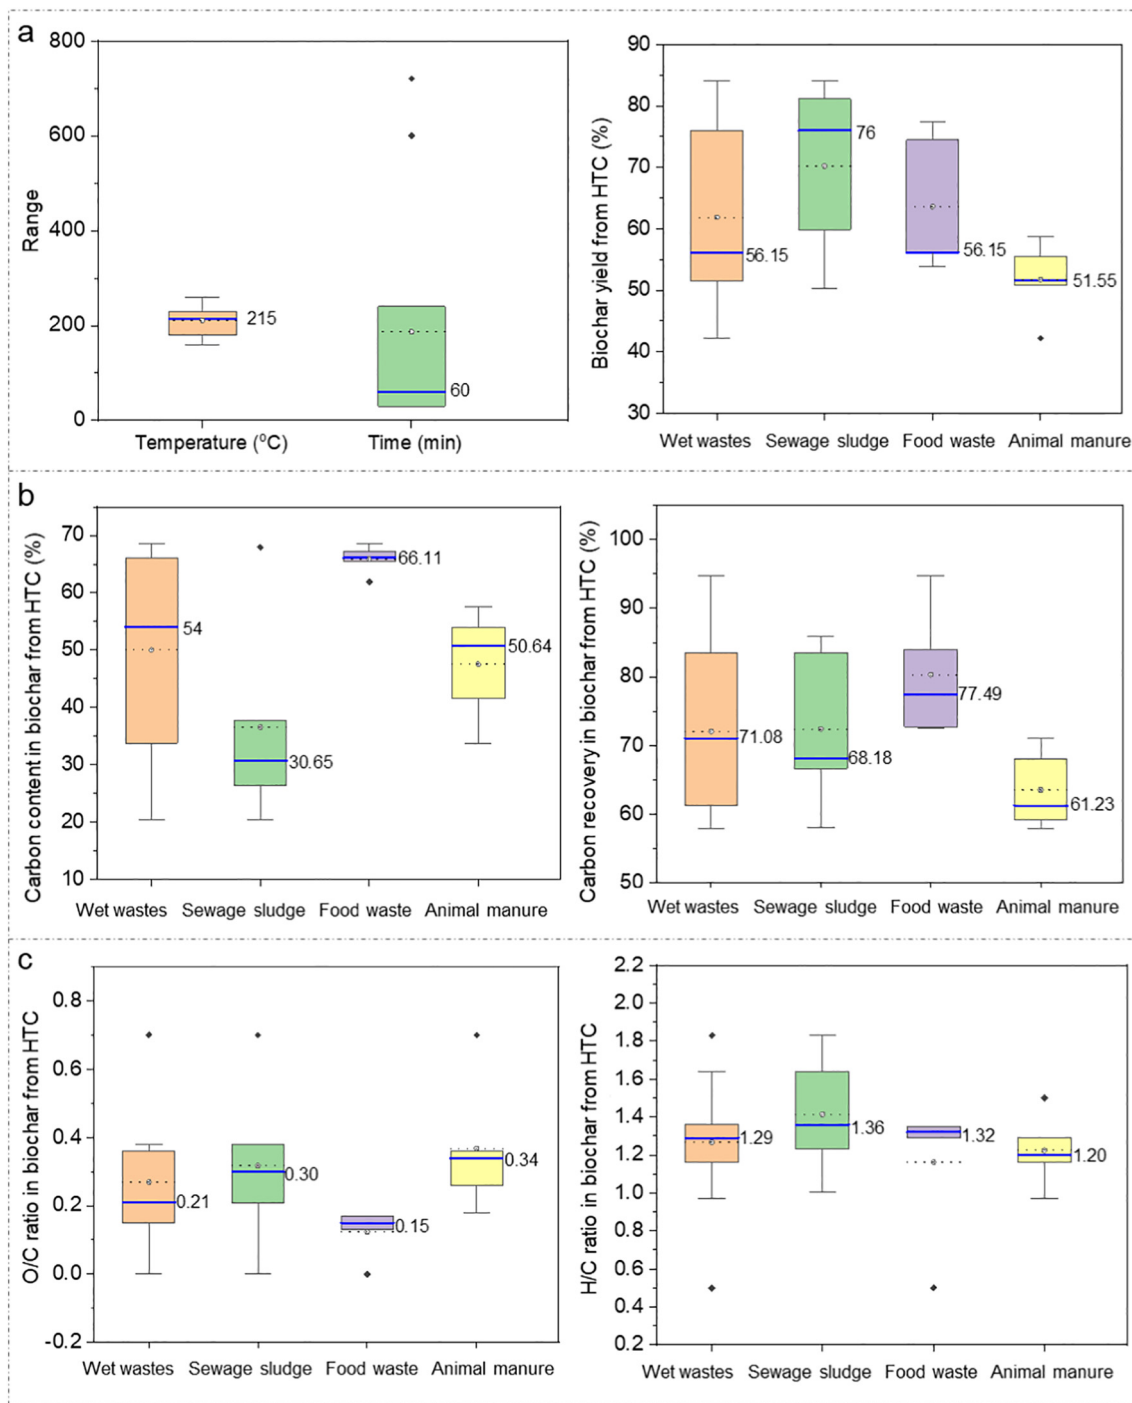 a
800
600
400
200
0
Range
215
60
Temperature (°C)
Time (min)
90
80
70
60
50
40
30
Biochar yield from HTC (%)
56.15
76
56.15
51.55
Wet wastes
Sewage sludge
Food waste
Animal manure
b
70
60
50
40
30
20
10
Carbon content in biochar from HTC (%)
54
30.65
66.11
50.64
Wet wastes
Sewage sludge
Food waste
Animal manure
100
90
80
70
60
50
Carbon recovery in biochar from HTC (%)
71.08
68.18
77.49
61.23
Wet wastes
Sewage sludge
Food waste
Animal manure
c
0.8
0.6
0.4
0.2
0.0
-0.2
O/C ratio in biochar from HTC
0.21
0.30
0.15
0.34
Wet wastes
Sewage sludge
Food waste
Animal manure
2.2
2.0
1.8
1.6
1.4
1.2
1.0
0.8
0.6
0.4
0.2
H/C ratio in biochar from HTC
1.29
1.36
1.32
1.20
Wet wastes
Sewage sludge
Food waste
Animal manure